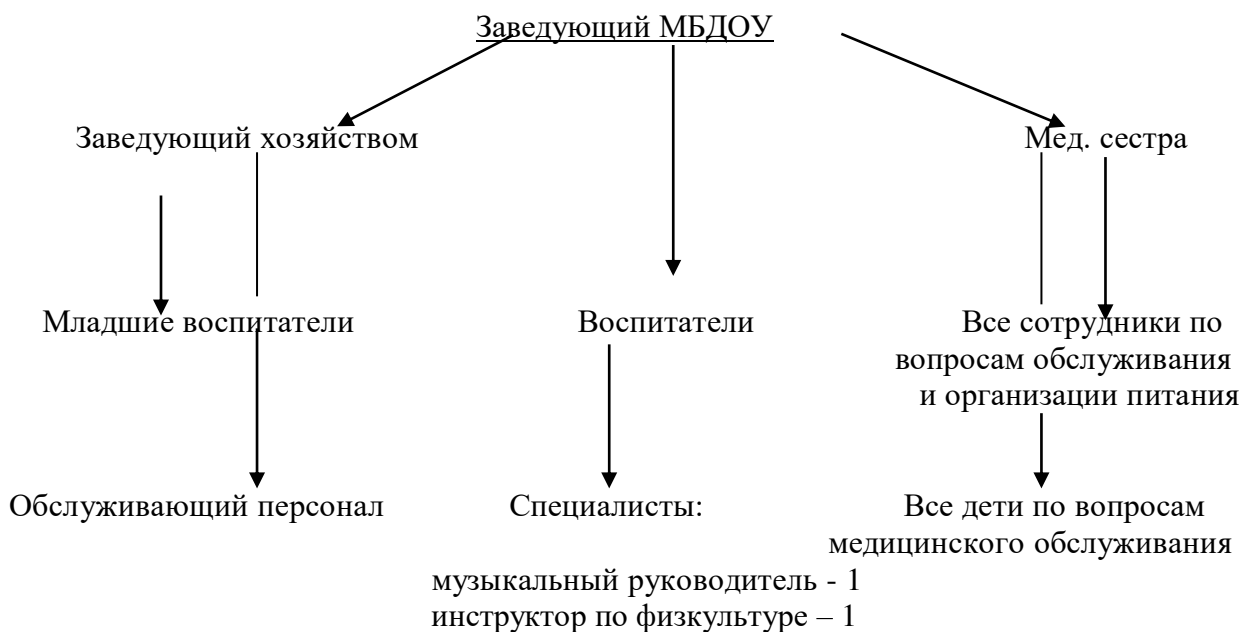 Заведующий МБДОУ
Заведующий хозяйством
Мед. сестра
Младшие воспитатели
Воспитатели
Все сотрудники по
вопросам обслуживания
и организации питания
Обслуживающий персонал
Специалисты:
Все дети по вопросам
медицинского обслуживания
музыкальный руководитель - 1
инструктор по физкультуре – 1